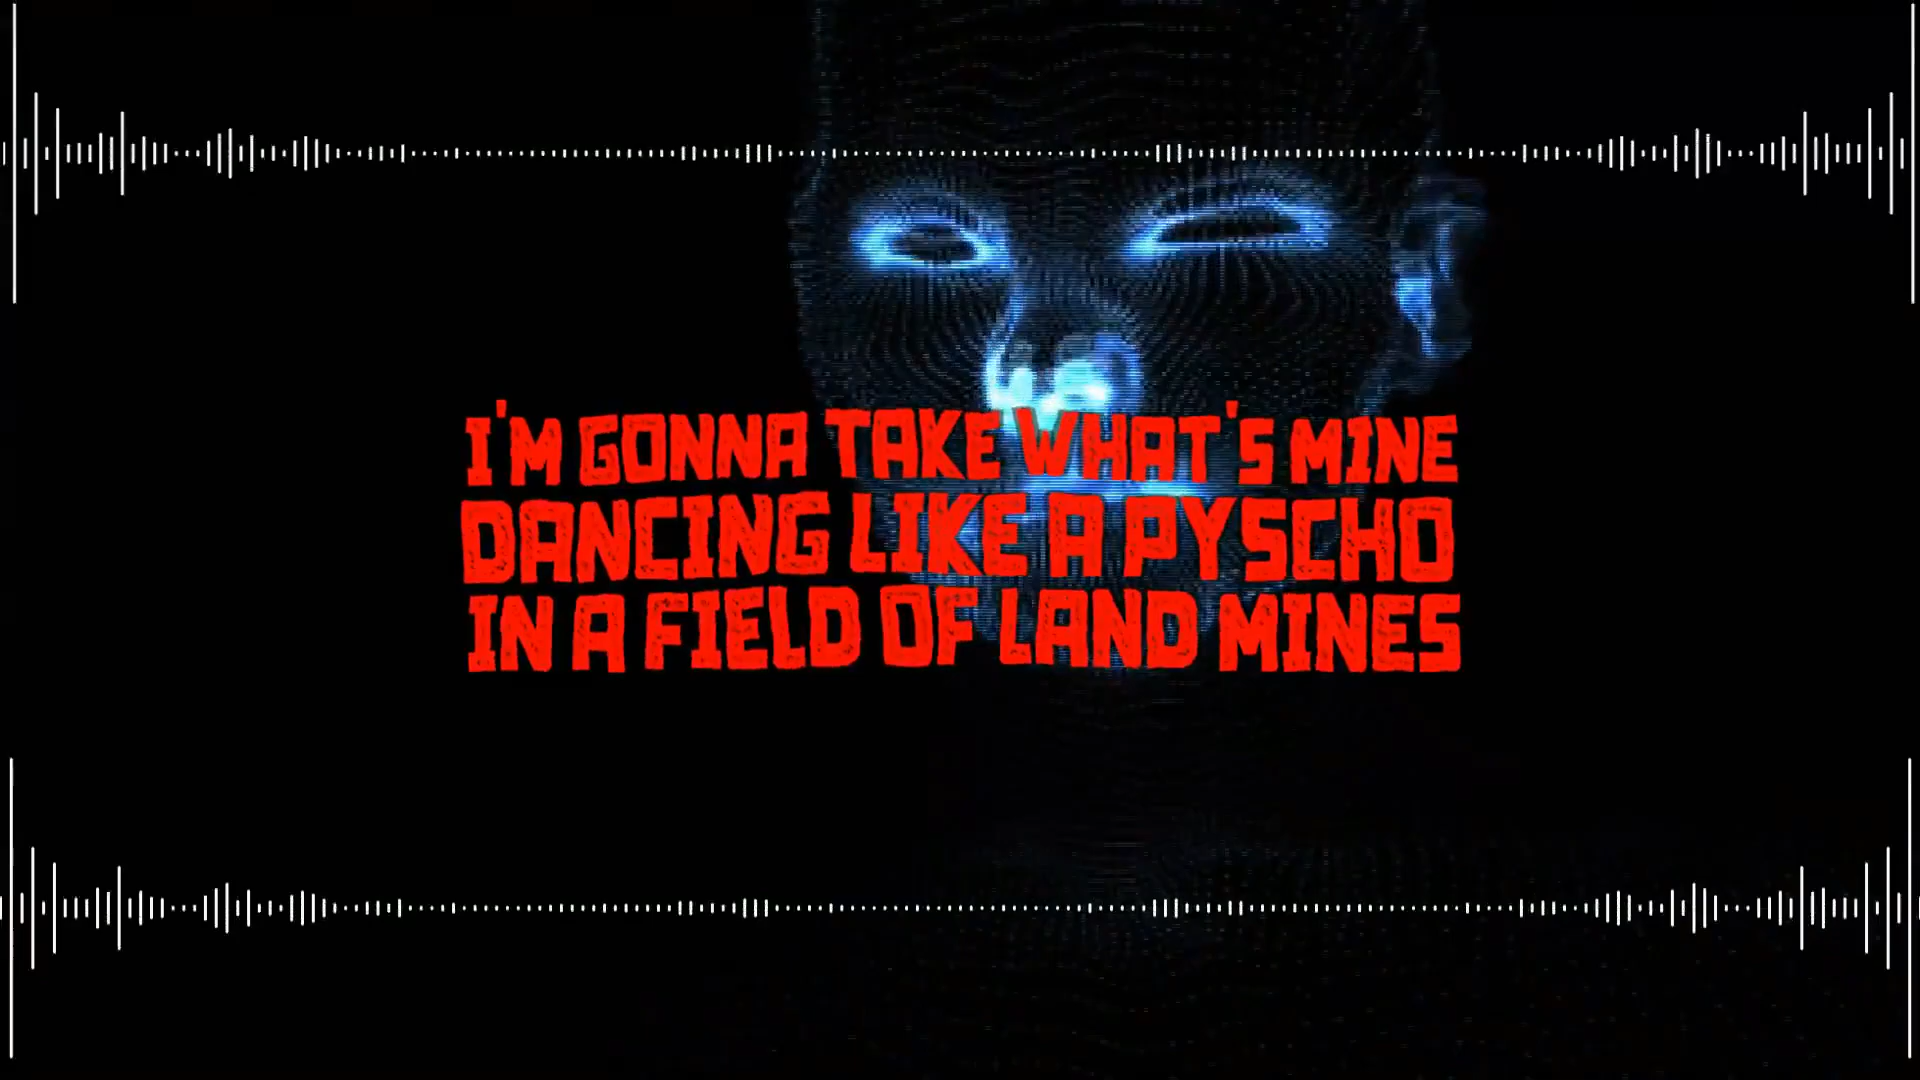 I'M GONNA TAKE WHAT'S MINE
DANCING LIKE A PYSCHO
IN A FIELD OF LAND MINES